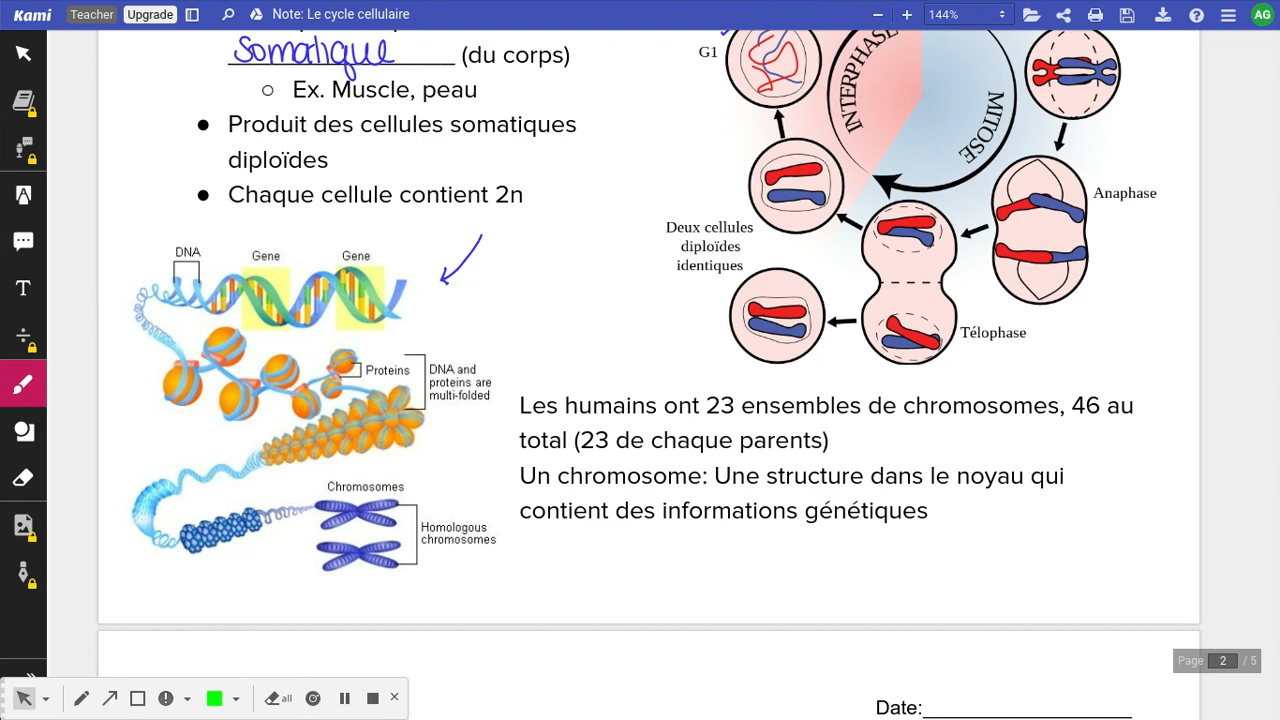 Kami
Teacher
Upgrade
Note: Le cycle cellulaire
144%
AG
somatique (du corps)
○ Ex. Muscle, peau
● Produit des cellules somatiques
diploïdes
● Chaque cellule contient 2n
G1
INTERPHASE
MITOSE
Anaphase
Deux cellules
diploïdes
identiques
Télophase
DNA
Gene
Gene
Proteins
DNA and
proteins are
multi-folded
Chromosomes
Homologous
chromosomes
Les humains ont 23 ensembles de chromosomes, 46 au
total (23 de chaque parents)
Un chromosome: Une structure dans le noyau qui
contient des informations génétiques
Page 2 / 5
all
Date: